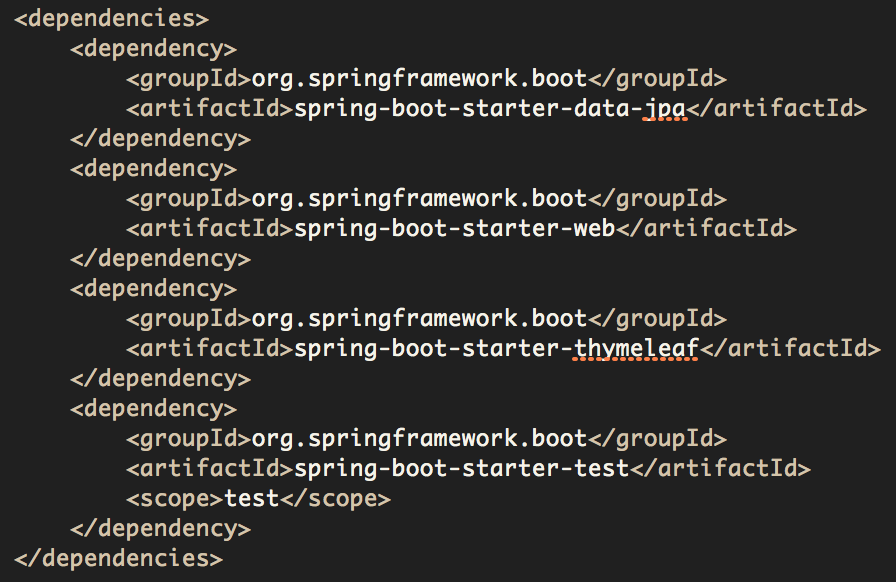 <dependencies>
<dependency>
<groupId>org.springframework.boot</groupId>
<artifactId>spring-boot-starter-data-jpa</artifactId>
</dependency>
<dependency>
<groupId>org.springframework.boot</groupId>
<artifactId>spring-boot-starter-web</artifactId>
</dependency>
<dependency>
<groupId>org.springframework.boot</groupId>
<artifactId>spring-boot-starter-thymeleaf</artifactId>
</dependency>
<dependency>
<groupId>org.springframework.boot</groupId>
<artifactId>spring-boot-starter-test</artifactId>
<scope>test</scope>
</dependency>
</dependencies>